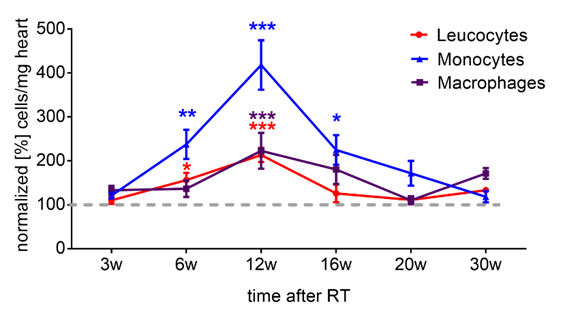 normalized [%] cells/mg heart
500
400
300
200
100
0
***
**
***
***
*
*
Leucocytes
Monocytes
Macrophages
3w 6w 12w 16w 20w 30w
time after RT